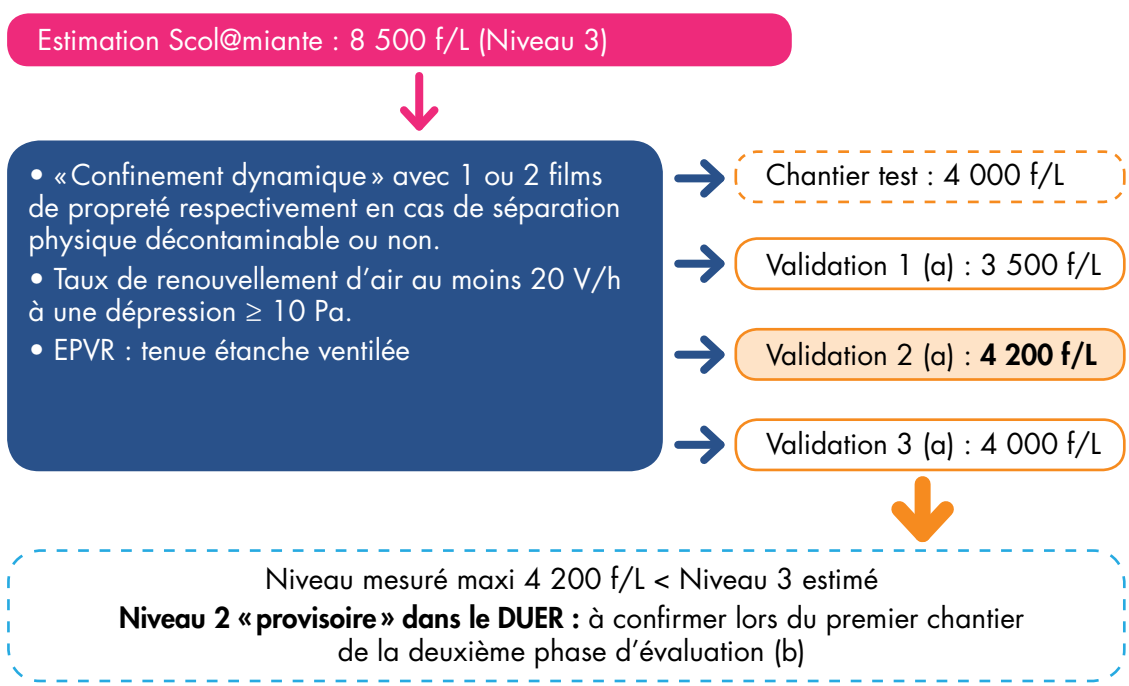 Estimation Scol@miante : 8 500 f/L (Niveau 3)
• « Confinement dynamique » avec 1 ou 2 films
de propreté respectivement en cas de séparation
physique décontaminable ou non.
• Taux de renouvellement d'air au moins 20 V/h
à une dépression ≥ 10 Pa.
• EPVR : tenue étanche ventilée
Chantier test : 4 000 f/L
Validation 1 (a) : 3 500 f/L
Validation 2 (a) : 4 200 f/L
Validation 3 (a) : 4 000 f/L
Niveau mesuré maxi 4 200 f/L < Niveau 3 estimé
Niveau 2 « provisoire » dans le DUER : à confirmer lors du premier chantier
de la deuxième phase d'évaluation (b)